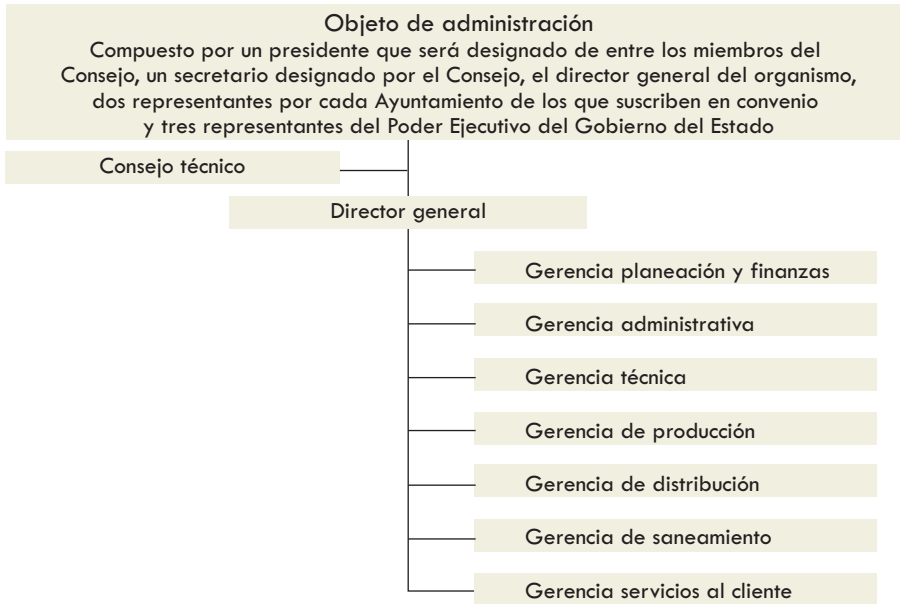 Objeto de administración
Compuesto por un presidente que será designado de entre los miembros del
Consejo, un secretario designado por el Consejo, el director general del organismo,
dos representantes por cada Ayuntamiento de los que suscriben en convenio
y tres representantes del Poder Ejecutivo del Gobierno del Estado
Consejo técnico
Director general
Gerencia planeación y finanzas
Gerencia administrativa
Gerencia técnica
Gerencia de producción
Gerencia de distribución
Gerencia de saneamiento
Gerencia servicios al cliente